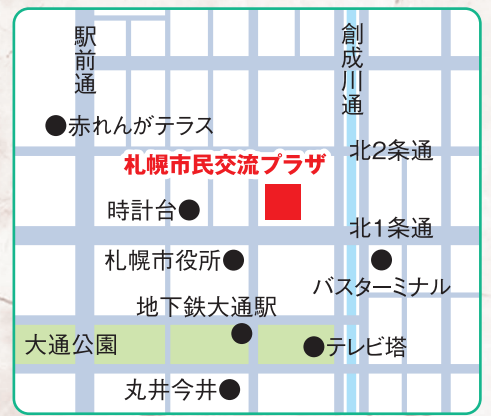 駅前通
創成川通
赤れんがテラス
北2条通
札幌市民交流プラザ
時計台
北1条通
札幌市役所
バスターミナル
地下鉄大通駅
大通公園
テレビ塔
丸井今井